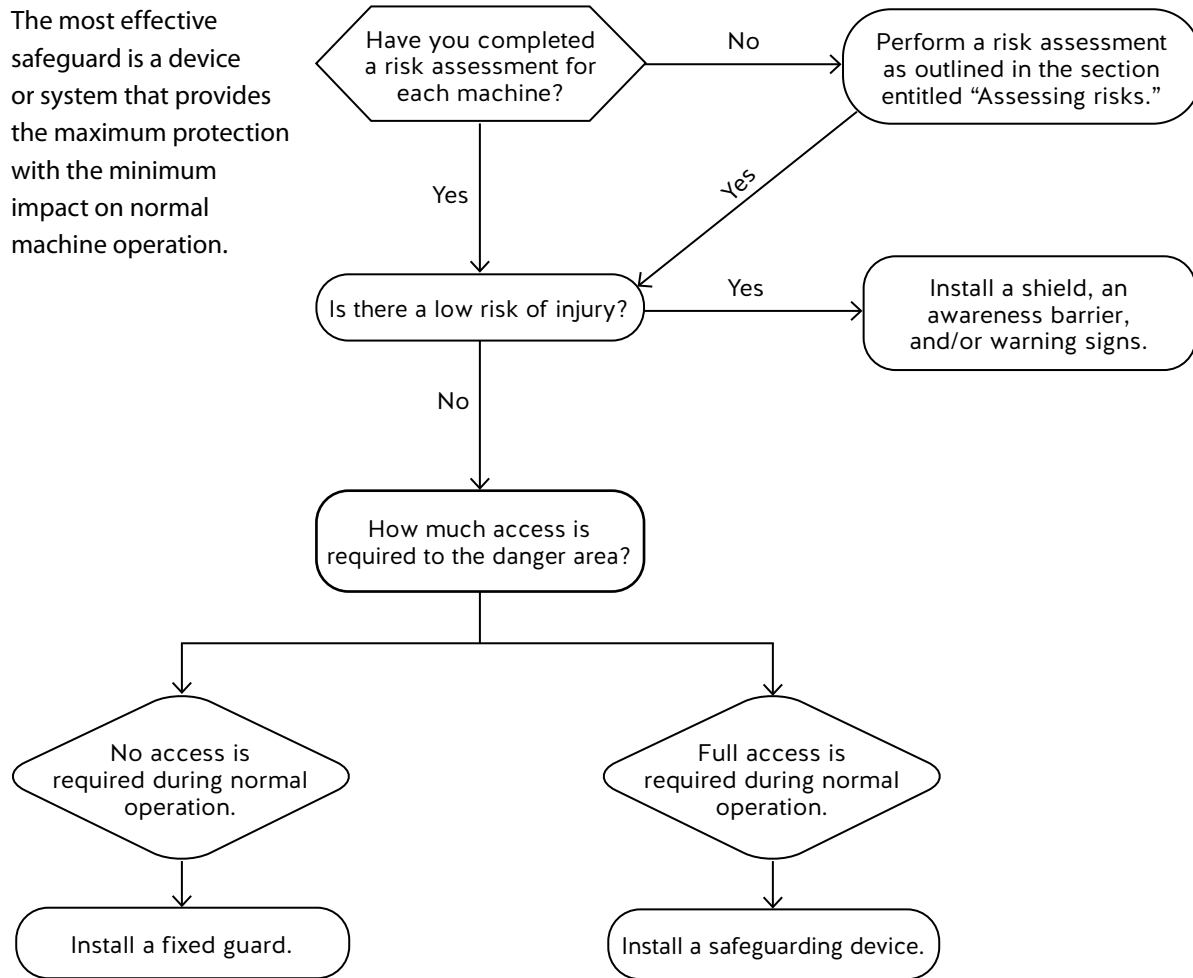 The most effective
safeguard is a device
or system that provides
the maximum protection
with the minimum
impact on normal
machine operation.
Have you completed
a risk assessment for
each machine?
No
Perform a risk assessment
as outlined in the section
entitled “Assessing risks.”
Yes
Yes
Is there a low risk of injury?
Yes
Install a shield, an
awareness barrier,
and/or warning signs.
No
How much access is
required to the danger area?
No access is
required during normal
operation.
Full access is
required during normal
operation.
Install a fixed guard.
Install a safeguarding device.